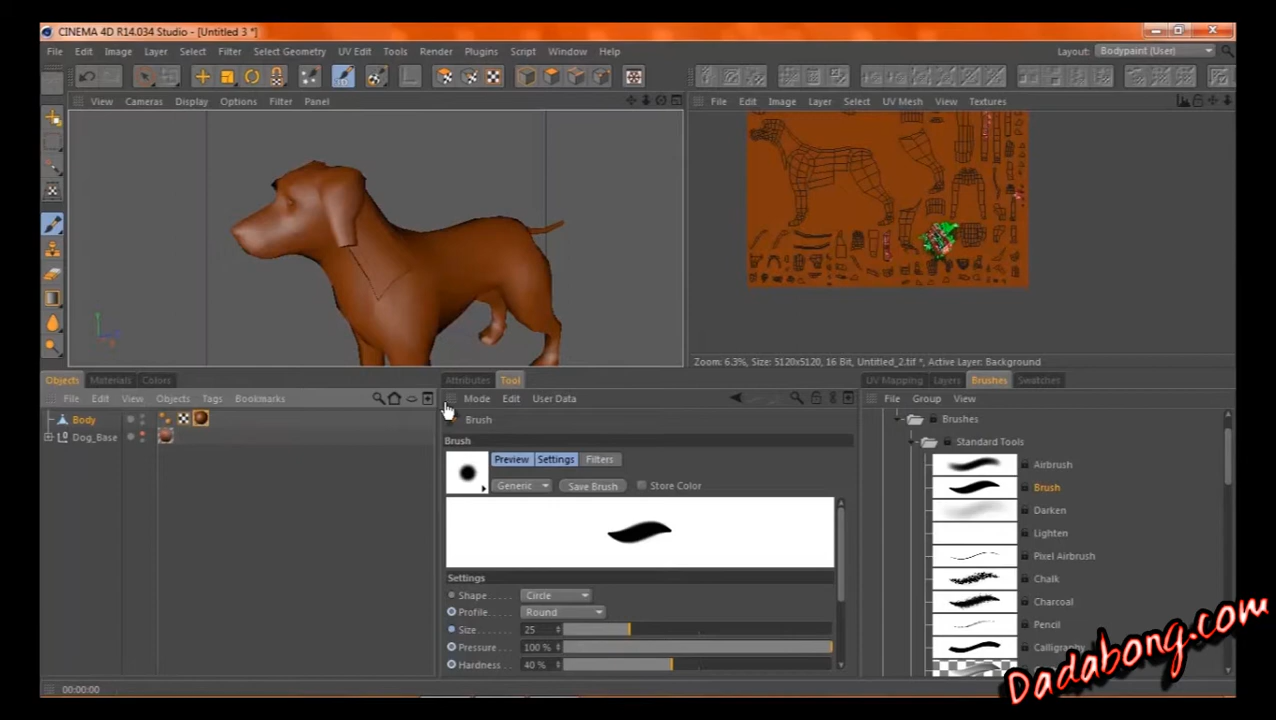 CINEMA 4D R14.034 Studio - [Untitled 3 *]
File Edit Image Layer Select Filter Select Geometry UV Edit Tools Render Plugins Script Window Help Layout: Bodypaint (User)
View Cameras Display Options Filter Panel
File Edit Image Layer Select UV Mesh View Textures
Zoom: 6.3%, Size: 5120x5120, 16 Bit, Untitled_2.tif *, Active Layer: Background
Objects Materials Colors
Attributes Tool
UV Mapping Layers Brushes Swatches
File Edit View Objects Tags Bookmarks
Mode Edit User Data
File Group View
Body
Dog_Base
Brush
Brush
Preview Settings Filters
Generic Save Brush Store Color
Settings
Shape . . . . . Circle
Profile . . . . Round
Size . . . . . . 25
Pressure . . . 100 %
Hardness . . 40 %
Brushes
Standard Tools
Airbrush
Brush
Darken
Lighten
Pixel Airbrush
Chalk
Charcoal
Pencil
Calligraphy
00:00:00
Dadabong.com